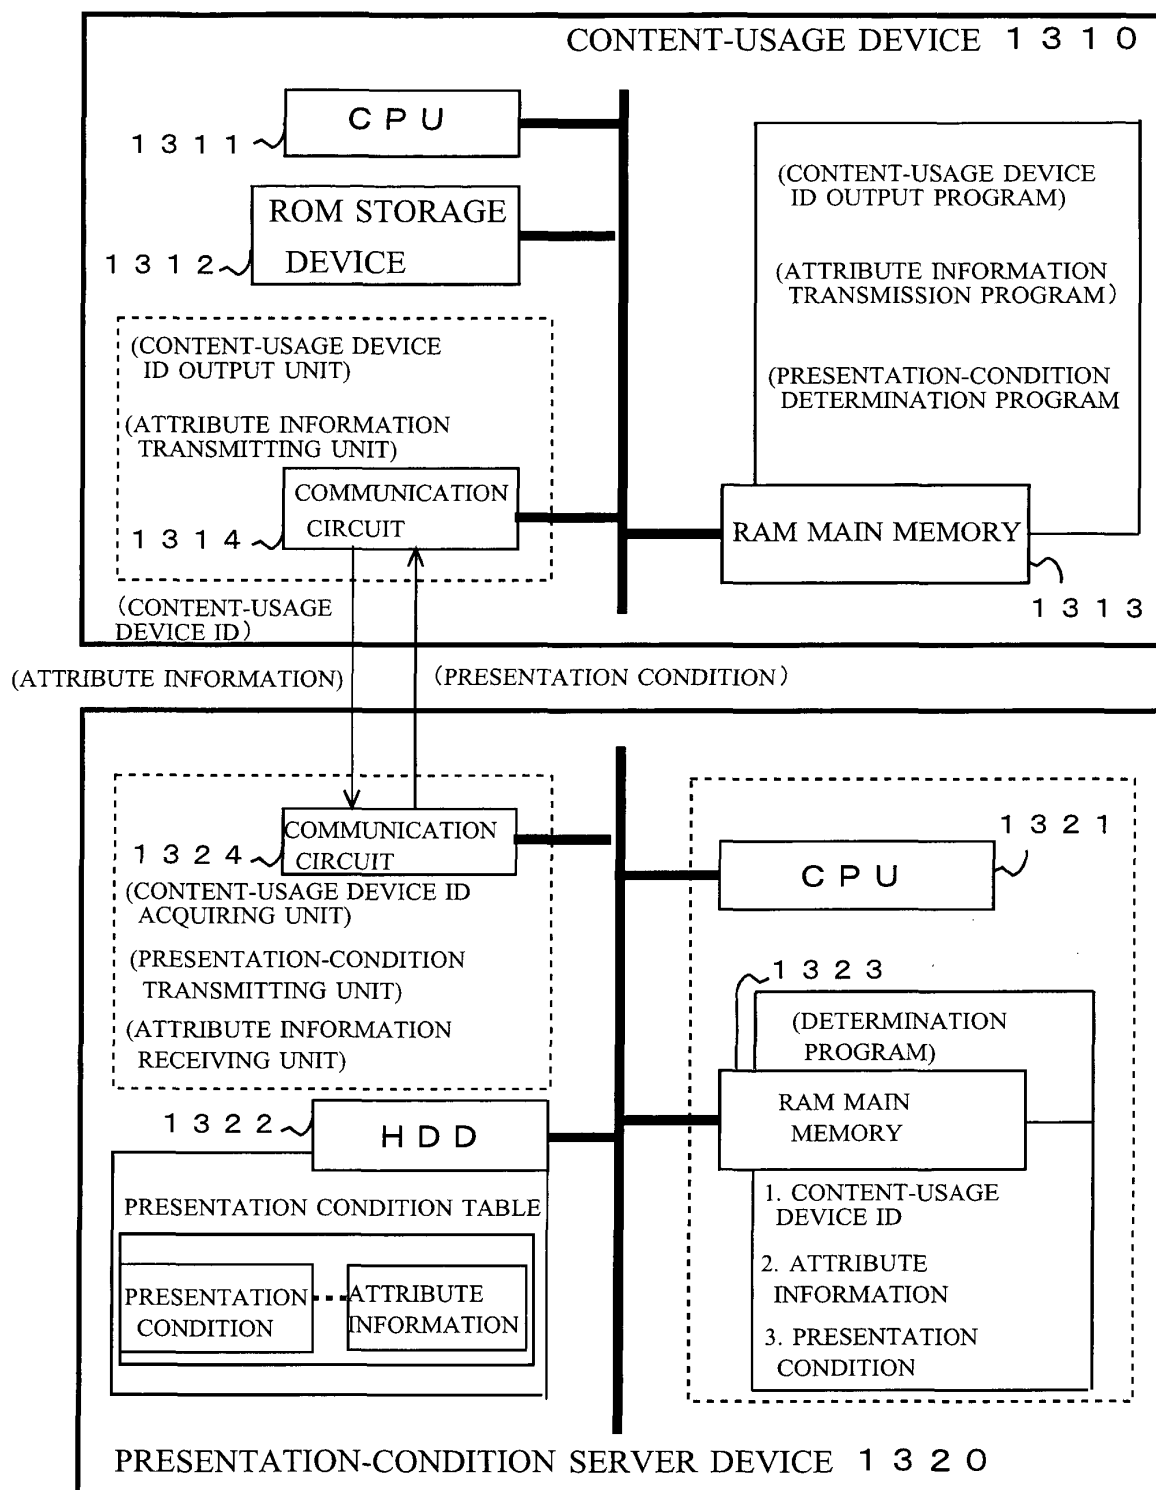 CONTENT-USAGE DEVICE 1310
CPU
1311
ROM STORAGE
DEVICE
1312
(CONTENT-USAGE DEVICE
ID OUTPUT UNIT)
(ATTRIBUTE INFORMATION
TRANSMITTING UNIT)
COMMUNICATION
CIRCUIT
1314
(CONTENT-USAGE DEVICE
ID OUTPUT PROGRAM)
(ATTRIBUTE INFORMATION
TRANSMISSION PROGRAM)
(PRESENTATION-CONDITION
DETERMINATION PROGRAM
RAM MAIN MEMORY
1313
(CONTENT-USAGE
DEVICE ID)
(ATTRIBUTE INFORMATION)
(PRESENTATION CONDITION)
COMMUNICATION
CIRCUIT
1324
(CONTENT-USAGE DEVICE ID
ACQUIRING UNIT)
(PRESENTATION-CONDITION
TRANSMITTING UNIT)
(ATTRIBUTE INFORMATION
RECEIVING UNIT)
1321
CPU
1323
(DETERMINATION
PROGRAM)
RAM MAIN
MEMORY
1. CONTENT-USAGE
DEVICE ID
2. ATTRIBUTE
INFORMATION
3. PRESENTATION
CONDITION
1322
HDD
PRESENTATION CONDITION TABLE
PRESENTATION
CONDITION
ATTRIBUTE
INFORMATION
PRESENTATION-CONDITION SERVER DEVICE 1320